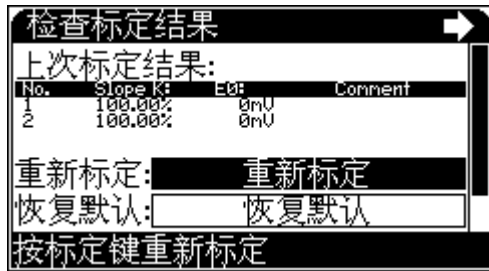 检查标定结果
上次标定结果:
No. Slope K: E0: Comment
1 100.00% 0mV
2 100.00% 0mV
重新标定: 重新标定
恢复默认: 恢复默认
按标定键重新标定